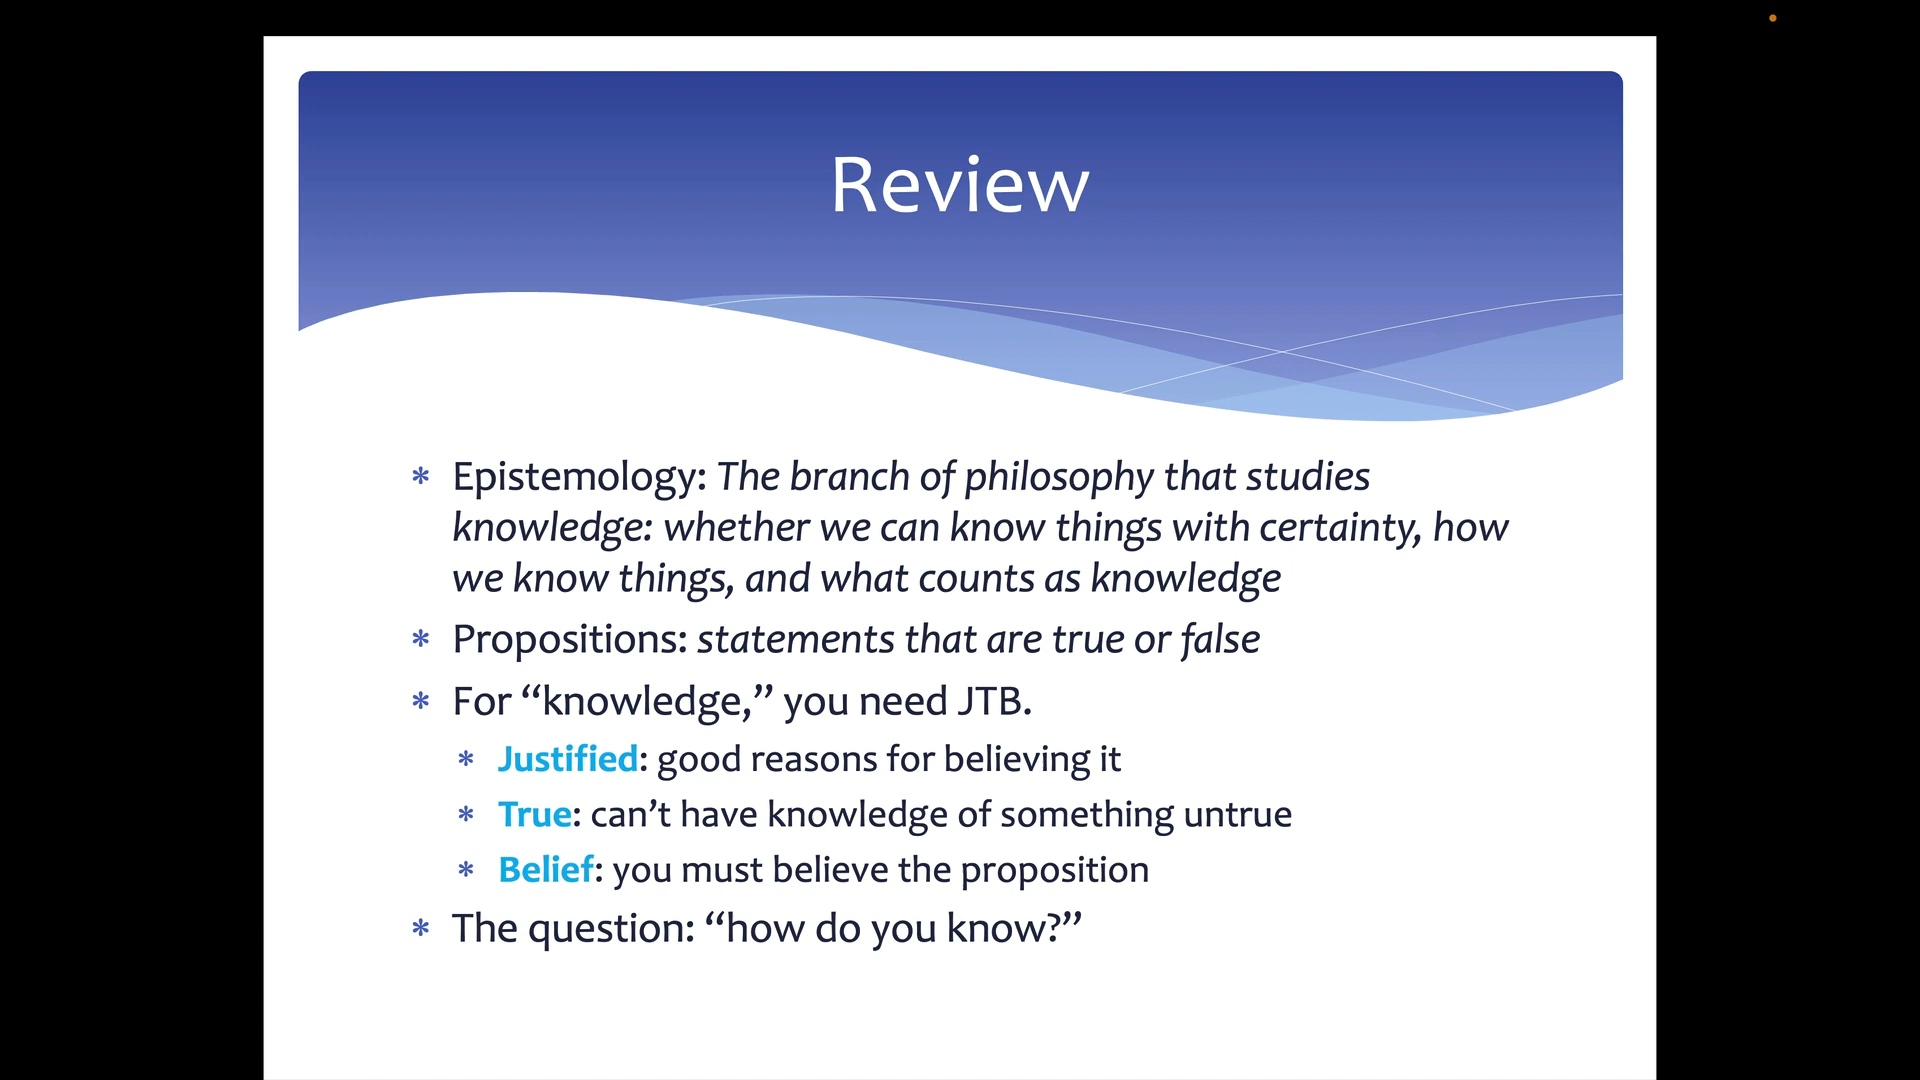 Review
* Epistemology: The branch of philosophy that studies
knowledge: whether we can know things with certainty, how
we know things, and what counts as knowledge
* Propositions: statements that are true or false
* For “knowledge,” you need JTB.
* Justified: good reasons for believing it
* True: can’t have knowledge of something untrue
* Belief: you must believe the proposition
* The question: “how do you know?”